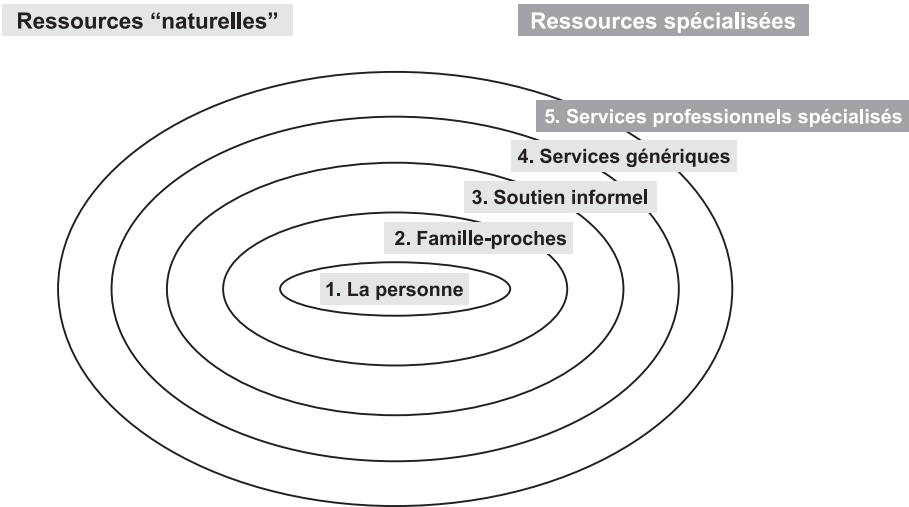 Ressources “naturelles”
Ressources spécialisées
5. Services professionnels spécialisés
4. Services génériques
3. Soutien informel
2. Famille-proches
1. La personne